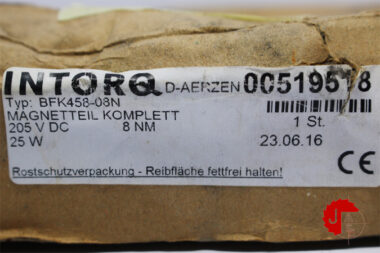 INTORQ D-AERZEN 00519518
Typ: BFK458-08N
MAGNETTEIL KOMPLETT
205 V DC 8 NM 1 St.
25 W 23.06.16
Rostschutzverpackung - Reibfläche fettfrei halten! CE